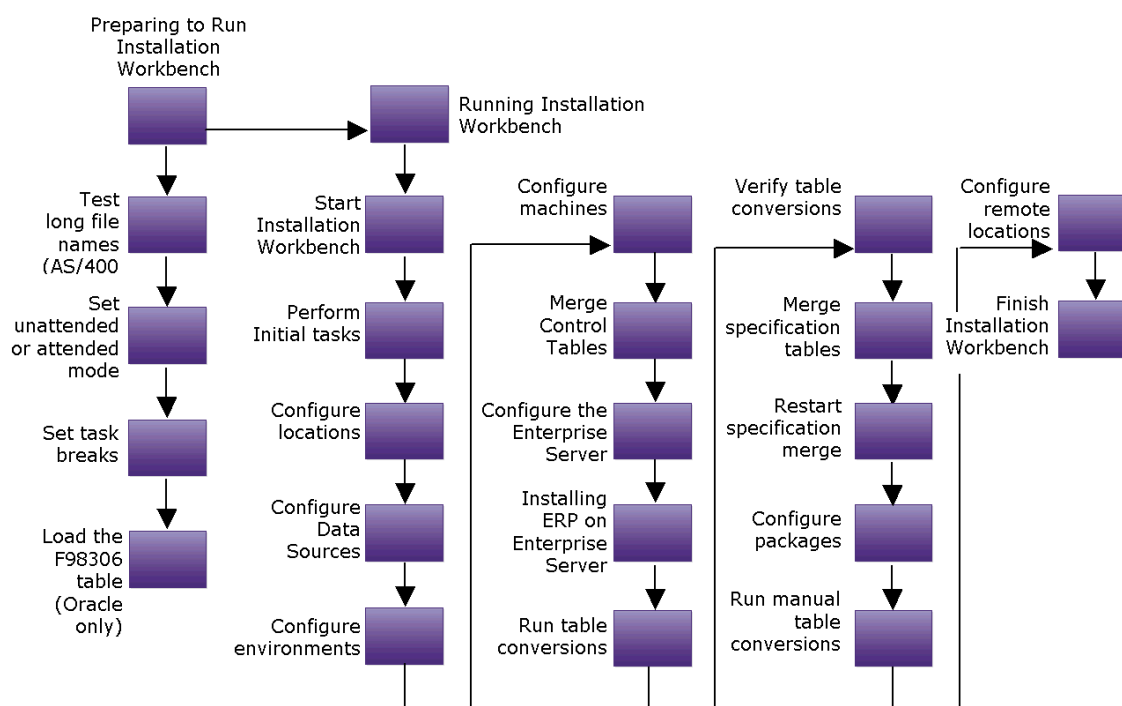 Preparing to Run
Installation
Workbench
Test
long file
names
(AS/400
Set
unattended
or attended
mode
Set task
breaks
Load the
F98306
table
(Oracle
only)
Running Installation
Workbench
Start
Installation
Workbench
Perform
Initial tasks
Configure
locations
Configure
Data
Sources
Configure
environments
Configure
machines
Merge
Control
Tables
Configure the
Enterprise
Server
Installing
ERP on
Enterprise
Server
Run table
conversions
Verify table
conversions
Merge
specification
tables
Restart
specification
merge
Configure
packages
Run manual
table
conversions
Configure
remote
locations
Finish
Installation
Workbench